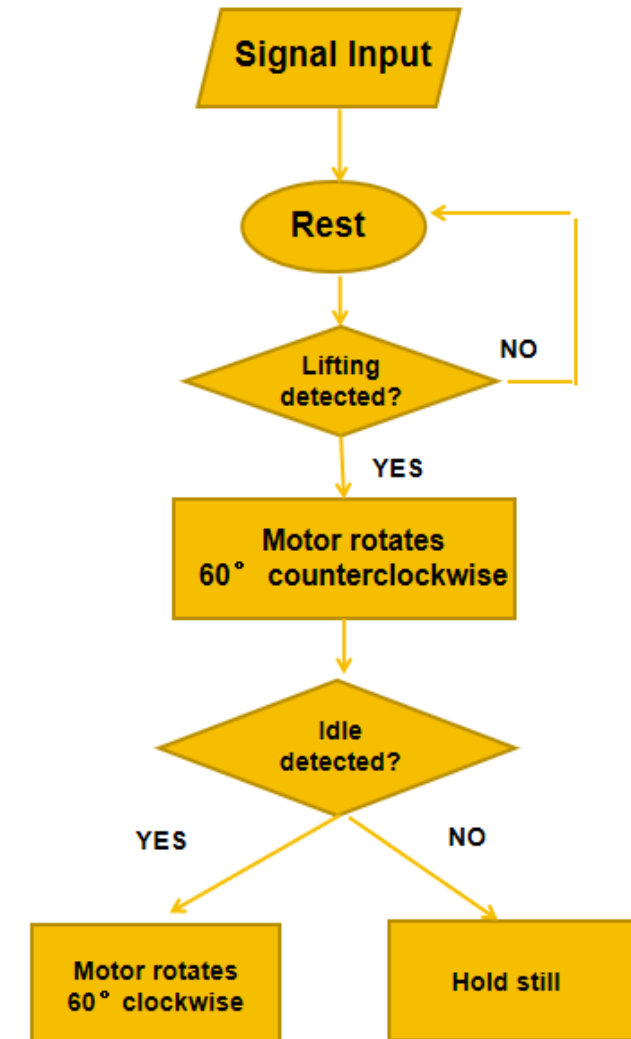 Signal Input
Rest
NO
Lifting
detected?
YES
Motor rotates
60° counterclockwise
Idle
detected?
YES
NO
Motor rotates
60° clockwise
Hold still